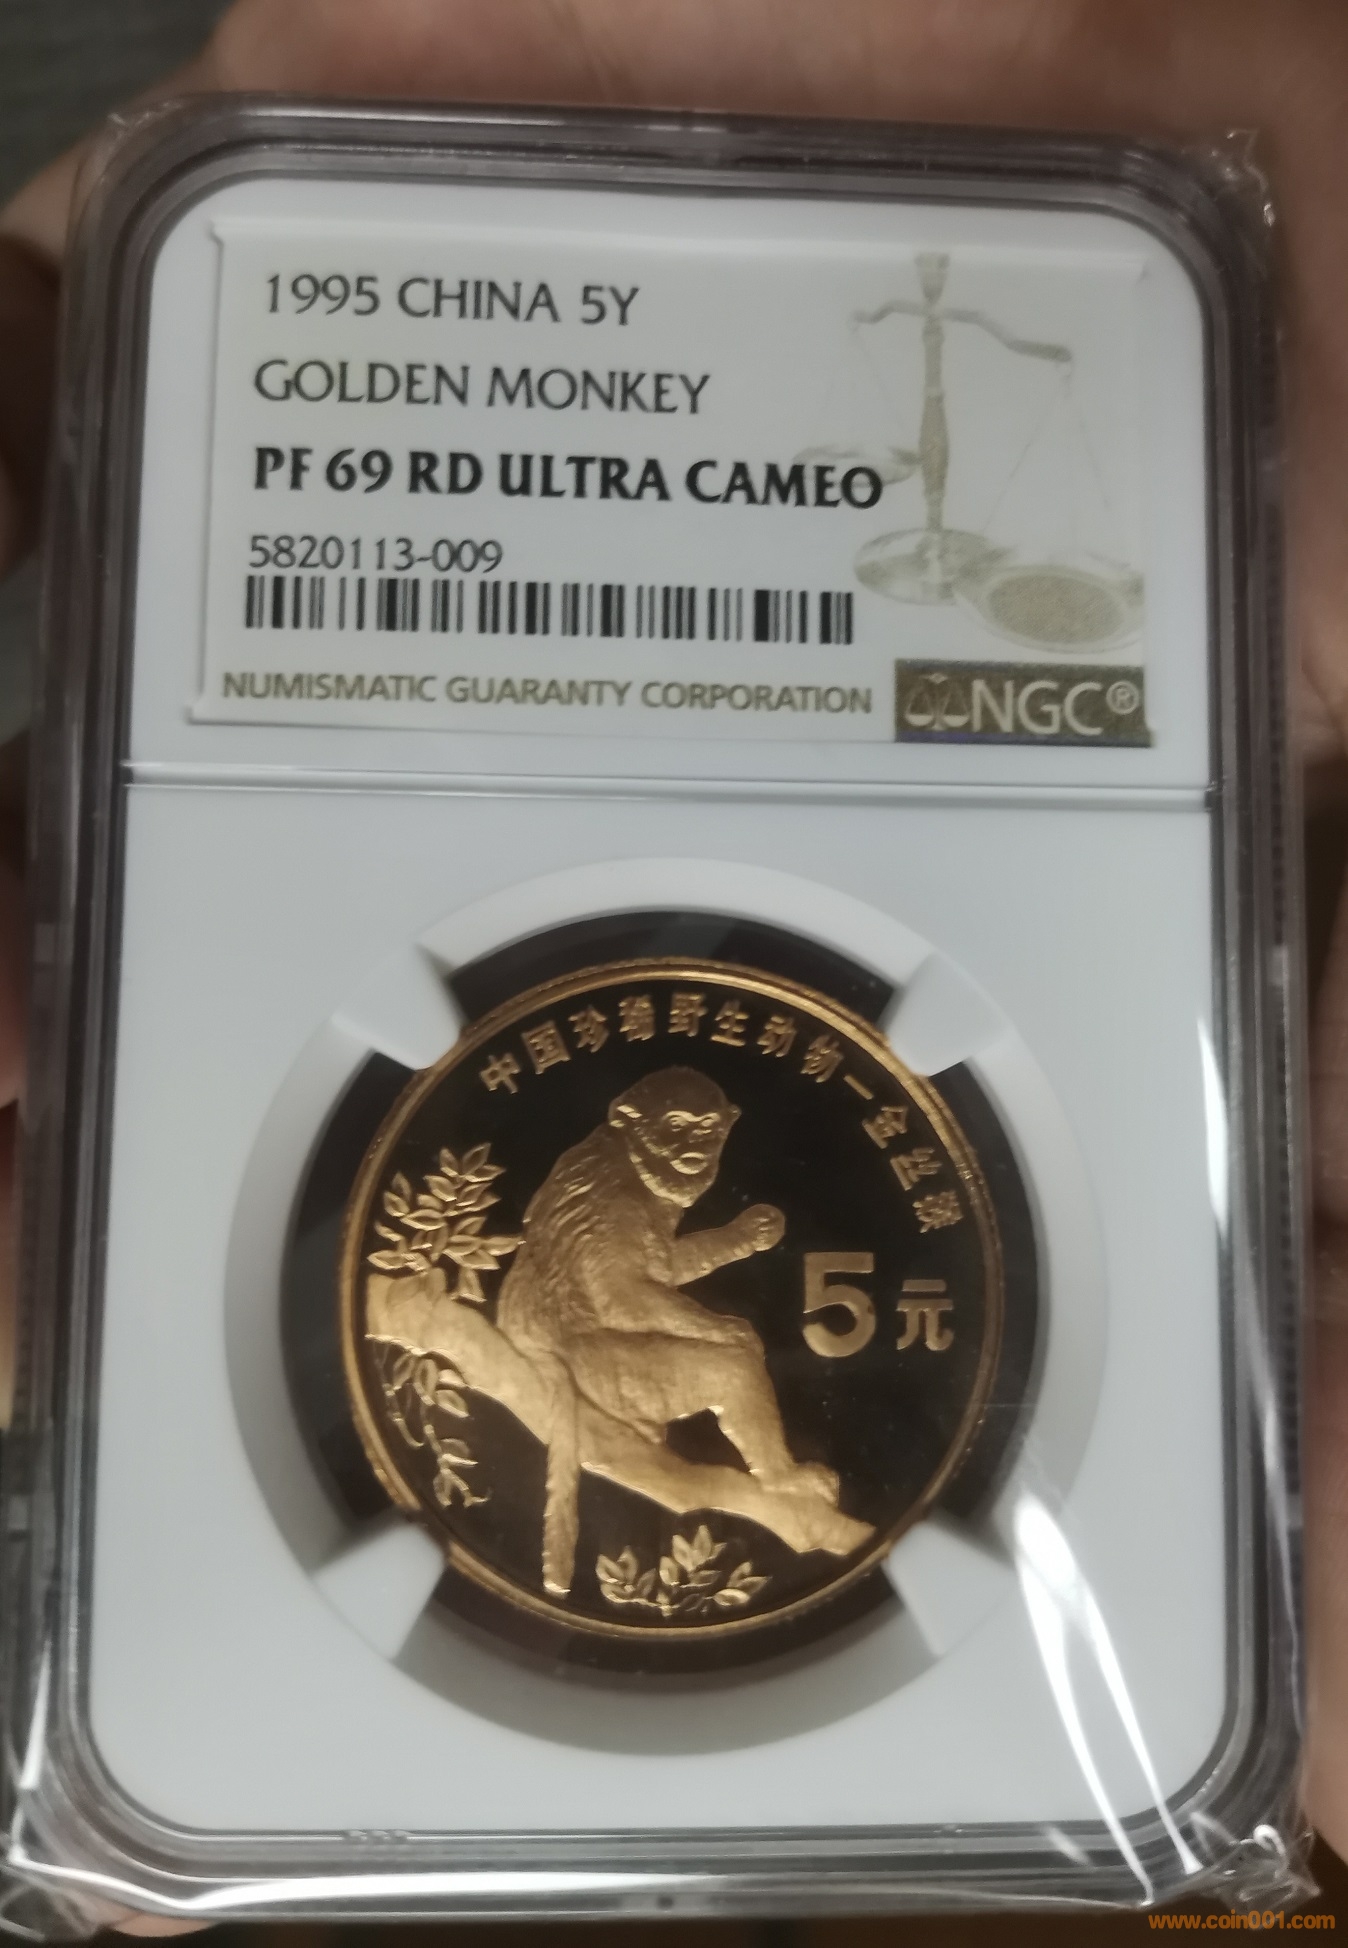 1995 CHINA 5Y
GOLDEN MONKEY
PF 69 RD ULTRA CAMEO
5820113-009
NUMISMATIC GUARANTY CORPORATION
NGC®
中国珍稀野生动物—金丝猴
5元
www.coin001.com